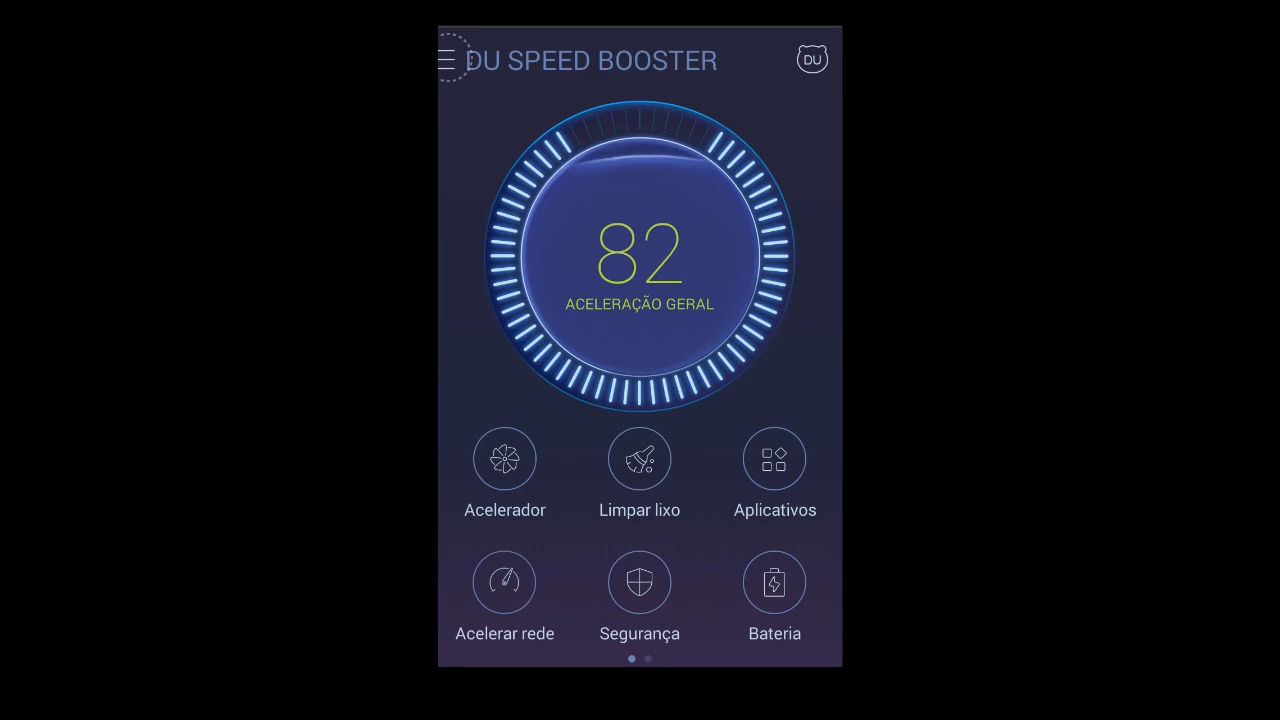 DU SPEED BOOSTER
DU
82
ACELERAÇÃO GERAL
Acelerador
Limpar lixo
Aplicativos
Acelerar rede
Segurança
Bateria